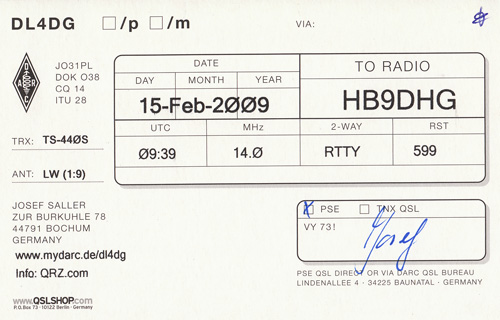 DL4DG □/p □/m VIA:
JO31PL
DOK O38
CQ 14
ITU 28
DATE
DAY MONTH YEAR
15-Feb-2ØØ9
TO RADIO
HB9DHG
UTC MHz 2-WAY RST
Ø9:39 14.Ø RTTY 599
TRX: TS-44ØS
ANT: LW (1:9)
JOSEF SALLER
ZUR BURKUHLE 78
44791 BOCHUM
GERMANY
www.mydarc.de/dl4dg
Info: QRZ.com
X PSE □ TNX QSL
VY 73!
Josef
PSE QSL DIRECT OR VIA DARC QSL BUREAU
LINDENALLEE 4 · 34225 BAUNATAL · GERMANY
www.QSLSHOP.com
P.O.Box 73 · 10122 Berlin · Germany